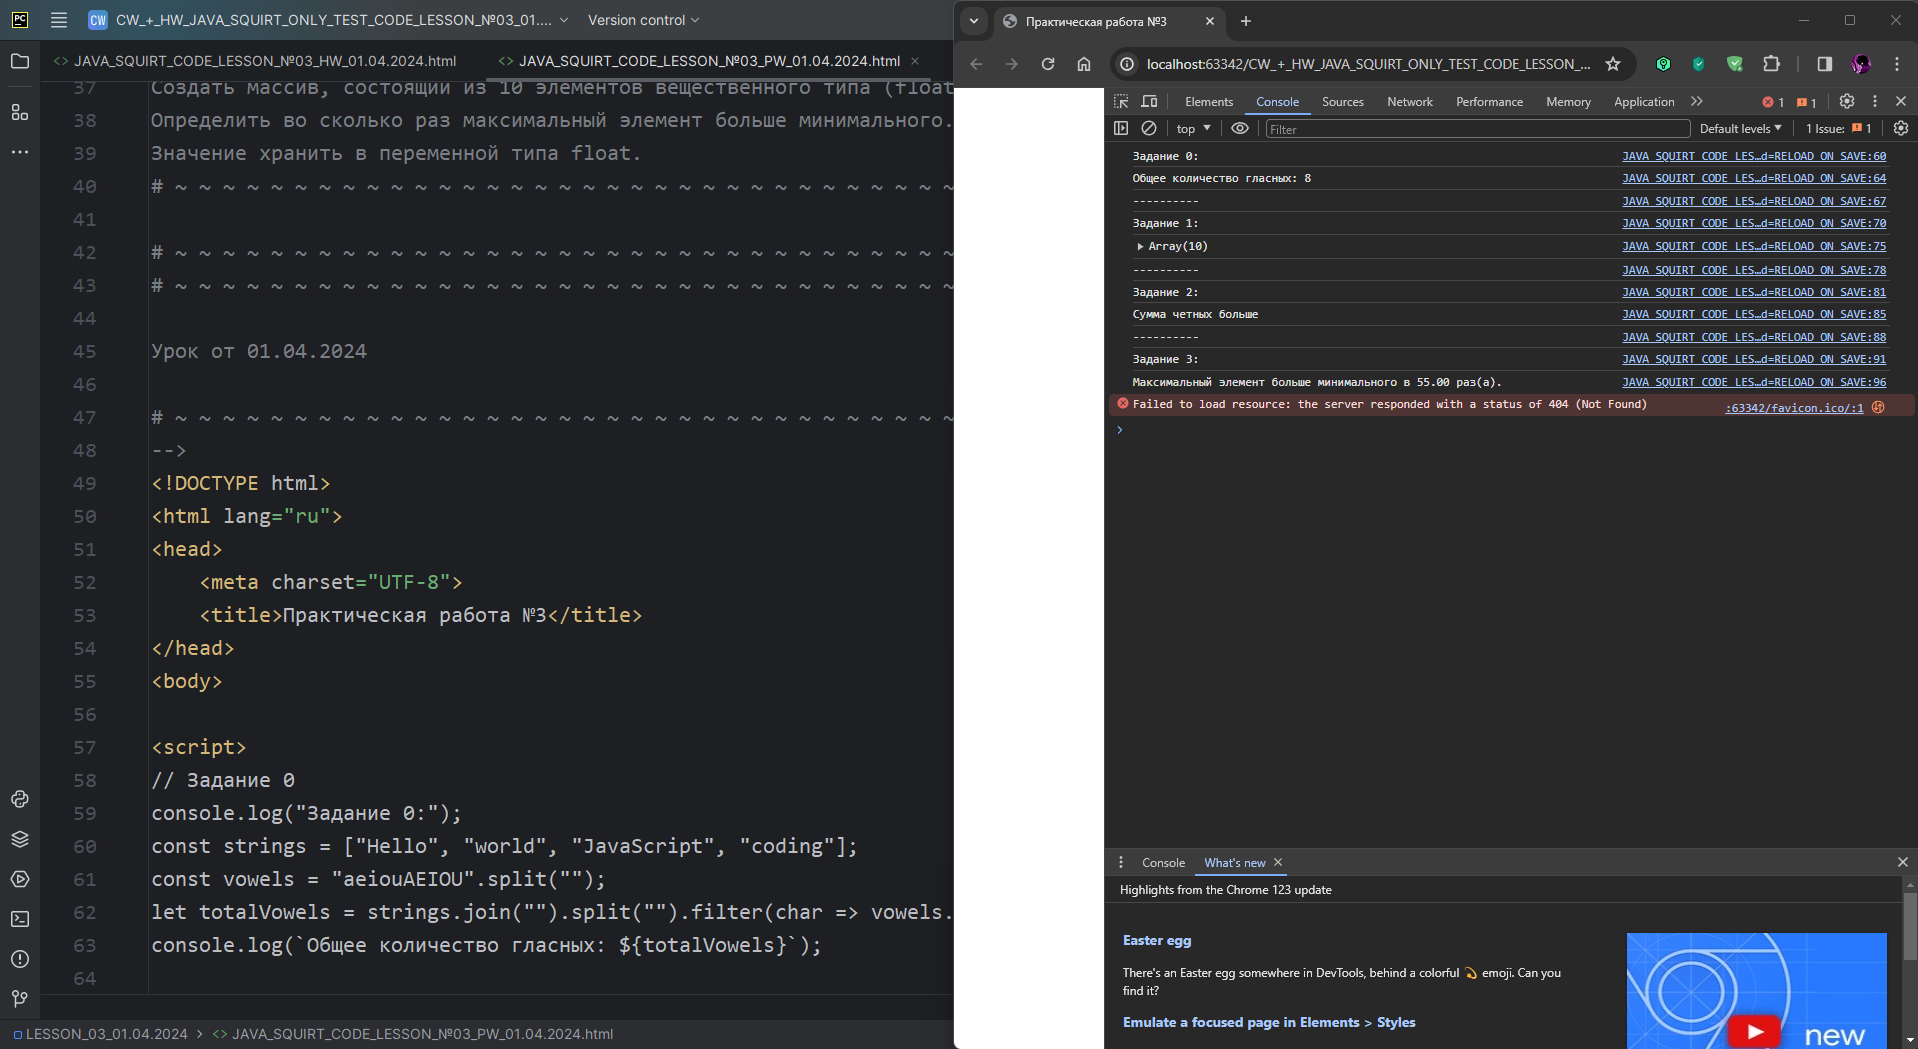 PC
CW CW_+_HW_JAVA_SQUIRT_ONLY_TEST_CODE_LESSON_№03_01....
Version control
JAVA_SQUIRT_CODE_LESSON_№03_HW_01.04.2024.html
JAVA_SQUIRT_CODE_LESSON_№03_PW_01.04.2024.html
37 Создать массив, состоящий из 10 элементов вещественного типа (float
38 Определить во сколько раз максимальный элемент больше минимального.
39 Значение хранить в переменной типа float.
40 # ~ ~ ~ ~ ~ ~ ~ ~ ~ ~ ~ ~ ~ ~ ~ ~ ~ ~ ~ ~ ~ ~ ~ ~ ~ ~ ~ ~ ~ ~ ~ ~ ~
41
42 # ~ ~ ~ ~ ~ ~ ~ ~ ~ ~ ~ ~ ~ ~ ~ ~ ~ ~ ~ ~ ~ ~ ~ ~ ~ ~ ~ ~ ~ ~ ~ ~ ~
43 # ~ ~ ~ ~ ~ ~ ~ ~ ~ ~ ~ ~ ~ ~ ~ ~ ~ ~ ~ ~ ~ ~ ~ ~ ~ ~ ~ ~ ~ ~ ~ ~ ~
44
45 Урок от 01.04.2024
46
47 # ~ ~ ~ ~ ~ ~ ~ ~ ~ ~ ~ ~ ~ ~ ~ ~ ~ ~ ~ ~ ~ ~ ~ ~ ~ ~ ~ ~ ~ ~ ~ ~ ~
48 -->
49 <!DOCTYPE html>
50 <html lang="ru">
51 <head>
52 <meta charset="UTF-8">
53 <title>Практическая работа №3</title>
54 </head>
55 <body>
56
57 <script>
58 // Задание 0
59 console.log("Задание 0:");
60 const strings = ["Hello", "world", "JavaScript", "coding"];
61 const vowels = "aeiouAEIOU".split("");
62 let totalVowels = strings.join("").split("").filter(char => vowels.
63 console.log(`Общее количество гласных: ${totalVowels}`);
64
LESSON_03_01.04.2024 > JAVA_SQUIRT_CODE_LESSON_№03_PW_01.04.2024.html
Практическая работа №3
localhost:63342/CW_+_HW_JAVA_SQUIRT_ONLY_TEST_CODE_LESSON_...
Elements Console Sources Network Performance Memory Application 1 1
top Filter Default levels 1 Issue: 1
Задание 0: JAVA_SQUIRT_CODE_LES…d=RELOAD_ON_SAVE:60
Общее количество гласных: 8 JAVA_SQUIRT_CODE_LES…d=RELOAD_ON_SAVE:64
---------- JAVA_SQUIRT_CODE_LES…d=RELOAD_ON_SAVE:67
Задание 1: JAVA_SQUIRT_CODE_LES…d=RELOAD_ON_SAVE:70
Array(10) JAVA_SQUIRT_CODE_LES…d=RELOAD_ON_SAVE:75
---------- JAVA_SQUIRT_CODE_LES…d=RELOAD_ON_SAVE:78
Задание 2: JAVA_SQUIRT_CODE_LES…d=RELOAD_ON_SAVE:81
Сумма четных больше JAVA_SQUIRT_CODE_LES…d=RELOAD_ON_SAVE:85
---------- JAVA_SQUIRT_CODE_LES…d=RELOAD_ON_SAVE:88
Задание 3: JAVA_SQUIRT_CODE_LES…d=RELOAD_ON_SAVE:91
Максимальный элемент больше минимального в 55.00 раз(а). JAVA_SQUIRT_CODE_LES…d=RELOAD_ON_SAVE:96
Failed to load resource: the server responded with a status of 404 (Not Found) :63342/favicon.ico/:1
Console What's new
Highlights from the Chrome 123 update
Easter egg
There's an Easter egg somewhere in DevTools, behind a colorful 💫 emoji. Can you
find it?
Emulate a focused page in Elements > Styles
new